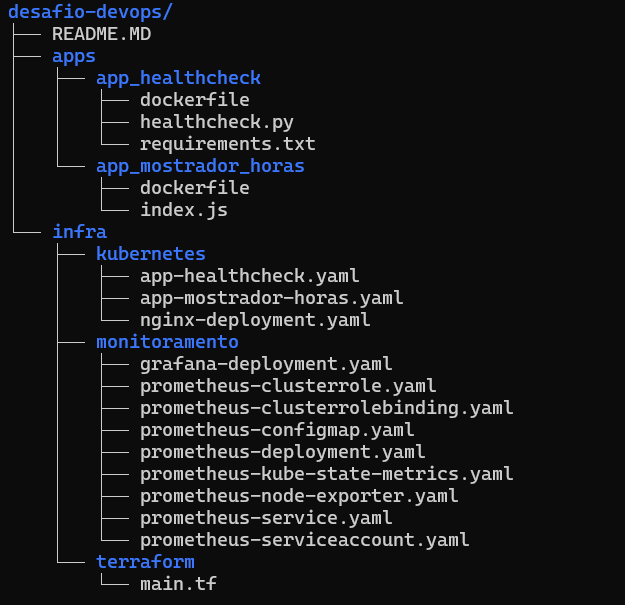 desafio-devops/
├── README.MD
├── apps
│   ├── app_healthcheck
│   │   ├── dockerfile
│   │   ├── healthcheck.py
│   │   └── requirements.txt
│   └── app_mostrador_horas
│       ├── dockerfile
│       └── index.js
└── infra
    ├── kubernetes
    │   ├── app-healthcheck.yaml
    │   ├── app-mostrador-horas.yaml
    │   └── nginx-deployment.yaml
    ├── monitoramento
    │   ├── grafana-deployment.yaml
    │   ├── prometheus-clusterrole.yaml
    │   ├── prometheus-clusterrolebinding.yaml
    │   ├── prometheus-configmap.yaml
    │   ├── prometheus-deployment.yaml
    │   ├── prometheus-kube-state-metrics.yaml
    │   ├── prometheus-node-exporter.yaml
    │   ├── prometheus-service.yaml
    │   └── prometheus-serviceaccount.yaml
    └── terraform
        └── main.tf